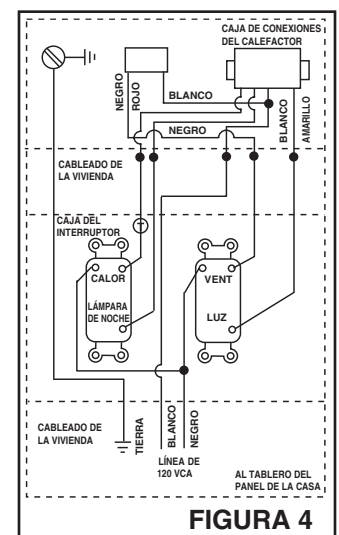 CAJA DE CONEXIONES
DEL CALEFACTOR
NEGRO
ROJO
BLANCO
NEGRO
BLANCO
AMARILLO
CABLEADO DE
LA VIVIENDA
CAJA DEL
INTERRUPTOR
T
CALOR
LÁMPARA
DE NOCHE
VENT
LUZ
CABLEADO DE
LA VIVIENDA
TIERRA
BLANCO
NEGRO
LÍNEA DE
120 VCA
AL TABLERO DEL
PANEL DE LA CASA
FIGURA 4